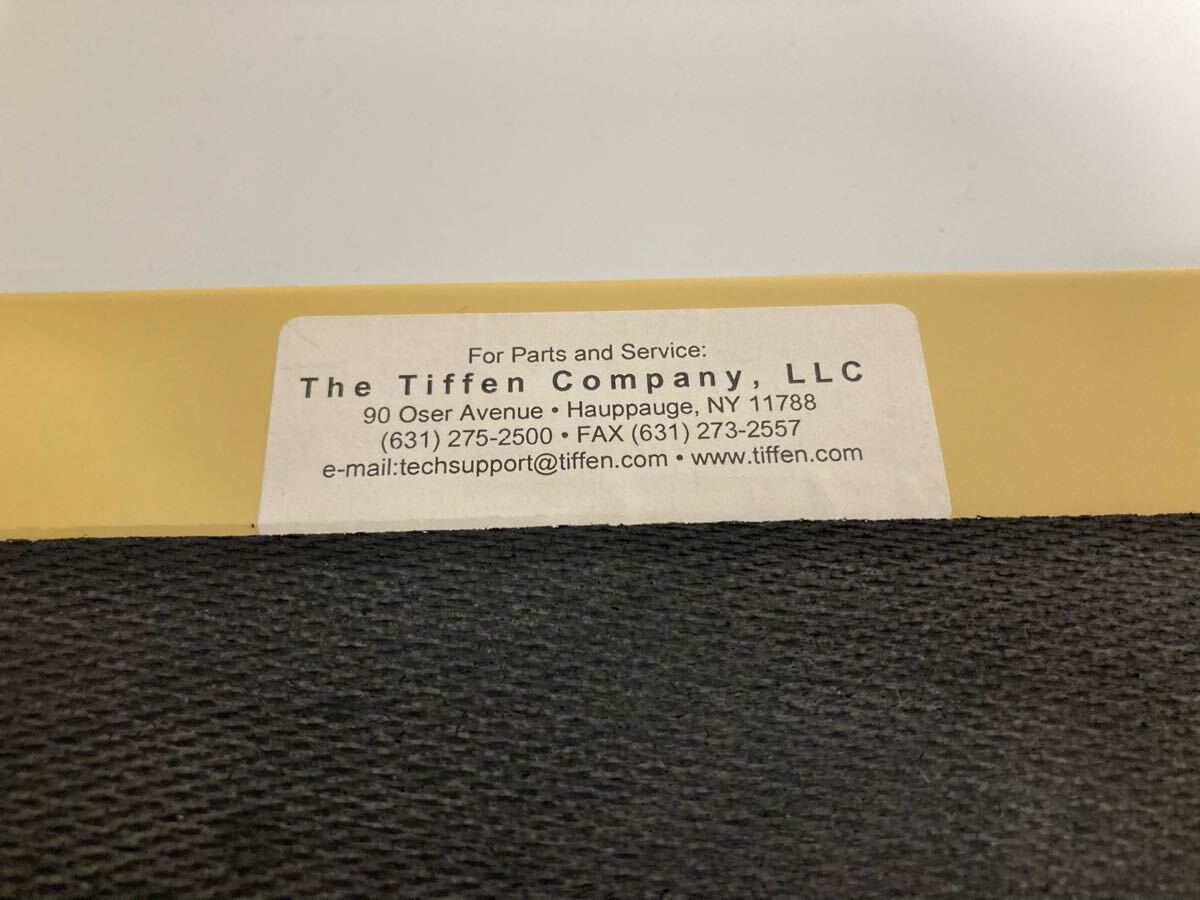 For Parts and Service:
The Tiffen Company, LLC
90 Oser Avenue • Hauppauge, NY 11788
(631) 275-2500 • FAX (631) 273-2557
e-mail:techsupport@tiffen.com • www.tiffen.com